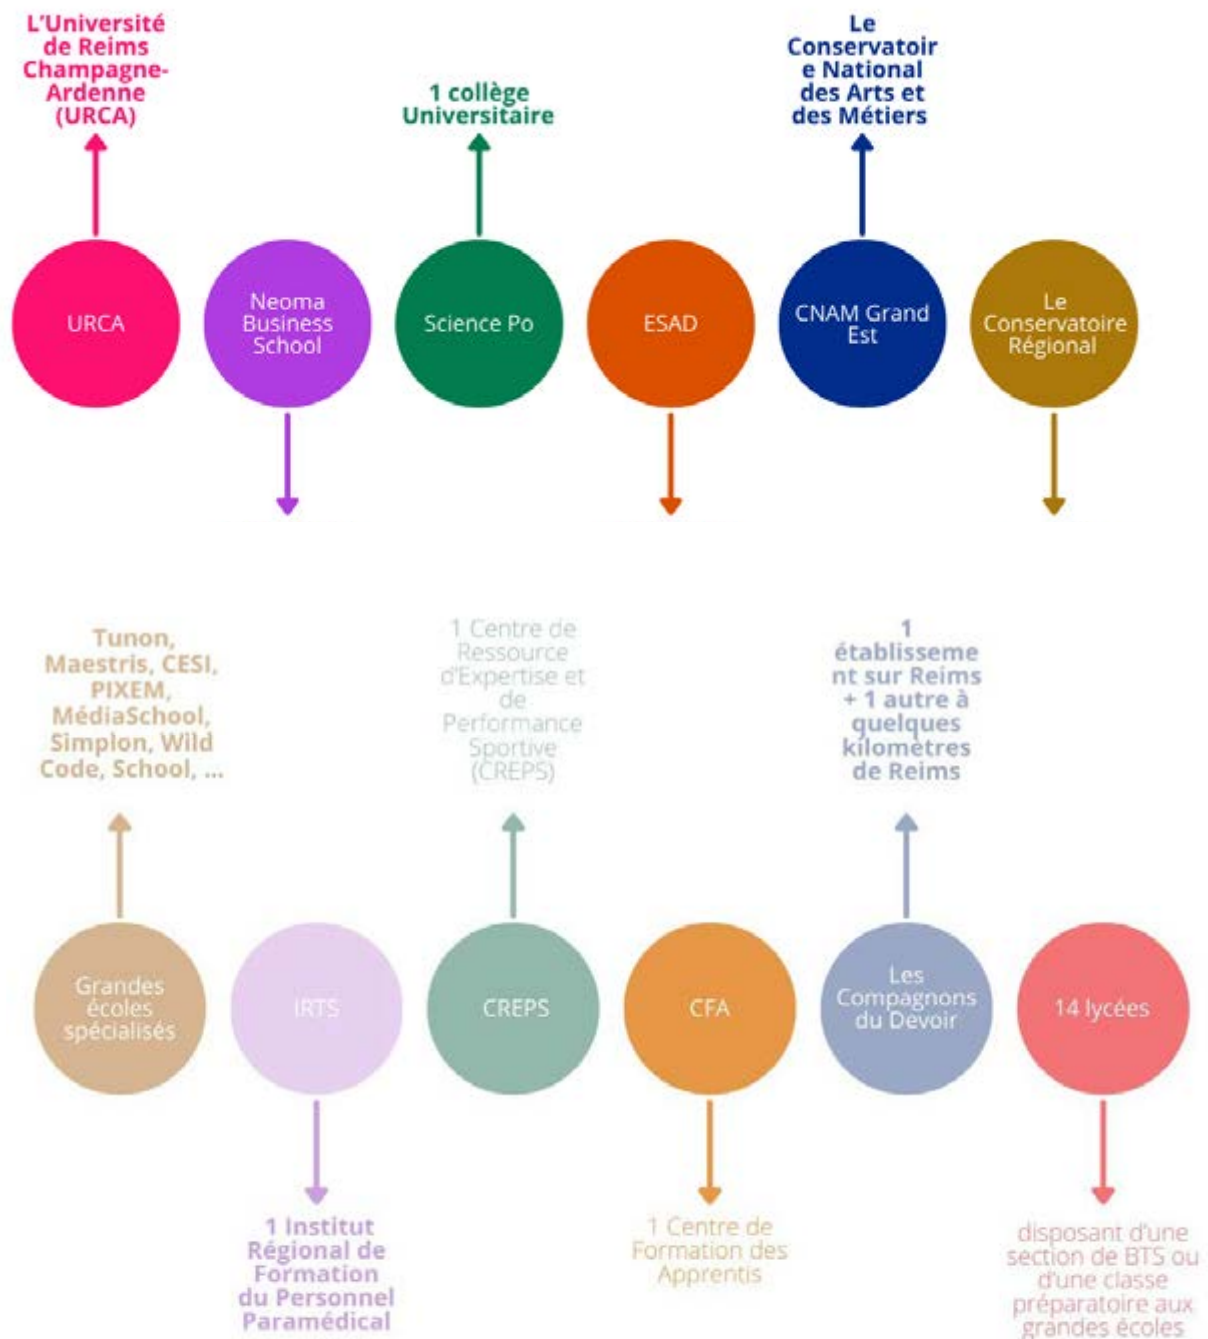 L'Université
de Reims
Champagne-
Ardenne
(URCA)
1 collège
Universitaire
Le
Conservatoir
e National
des Arts et
des Métiers
URCA
Neoma
Business
School
Science Po
ESAD
CNAM Grand
Est
Le
Conservatoire
Régional
Tunon,
Maestris, CESI,
PIXEM,
MédiaSchool,
Simplon, Wild
Code, School, ...
1 Centre de
Ressource
d'Expertise et
de
Performance
Sportive
(CREPS)
1
établisseme
nt sur Reims
+ 1 autre à
quelques
kilomètres
de Reims
Grandes
écoles
spécialisés
IRTS
CREPS
CFA
Les
Compagnons
du Devoir
14 lycées
1 Institut
Régional de
Formation
du Personnel
Paramédical
1 Centre de
Formation des
Apprentis
disposant d'une
section de BTS ou
d'une classe
préparatoire aux
grandes écoles